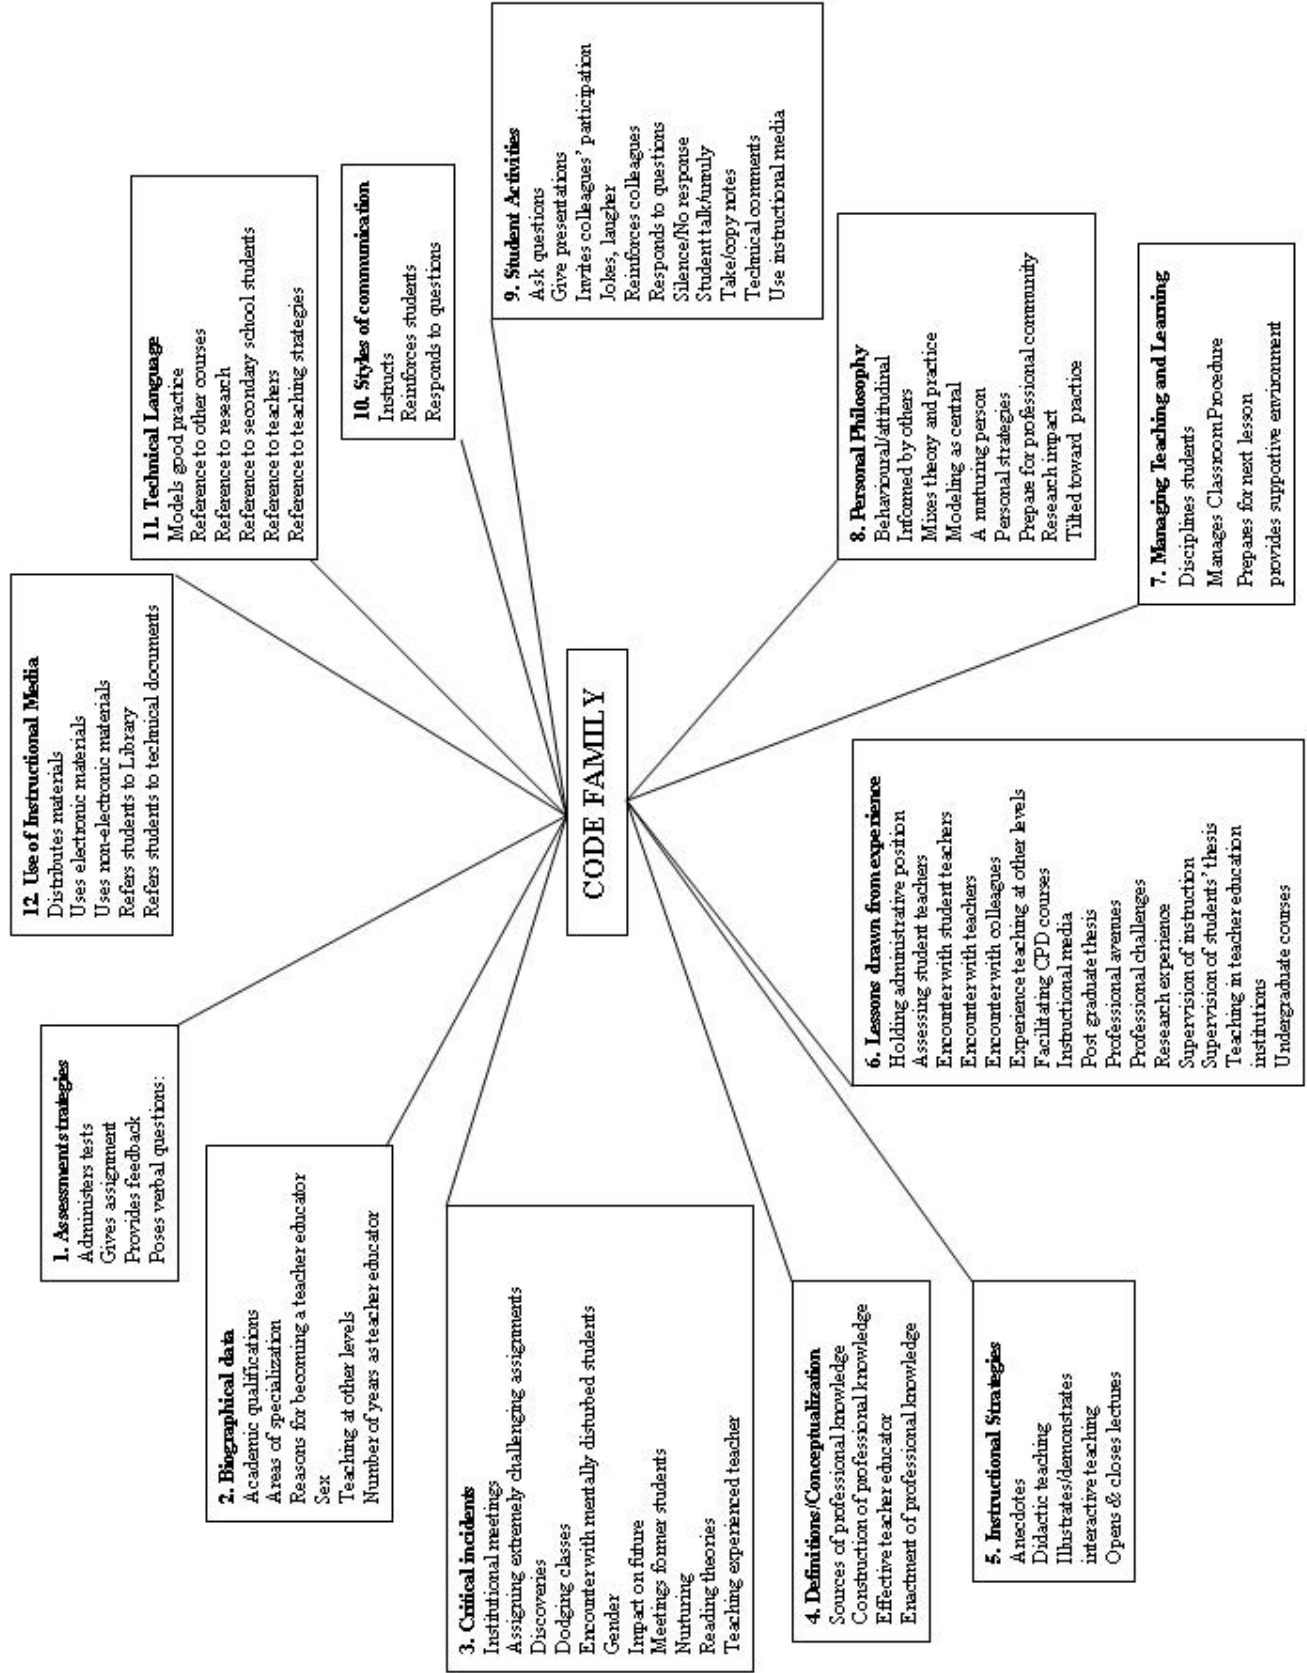 CODE FAMILY
1. Assessment strategies
Administers tests
Gives assignment
Provides feedback
Poses verbal questions:
2. Biographical data
Academic qualifications
Areas of specialization
Reasons for becoming a teacher educator
Sex
Teaching at other levels
Number of years as teacher educator
3. Critical incidents
Institutional meetings
Assigning extremely challenging assignments
Discoveries
Dodging classes
Encounter with mentally disturbed students
Gender
Impact on future
Meetings former students
Nurturing
Reading theories
Teaching experienced teacher
4. Definitions/Conceptualization
Sources of professional knowledge
Construction of professional knowledge
Effective teacher educator
Enactment of professional knowledge
5. Instructional Strategies
Anecdotes
Didactic teaching
Illustrates/demonstrates
interactive teaching
Opens & closes lectures
6. Lessons drawn from experience
Holding administrative position
Assessing student teachers
Encounter with student teachers
Encounter with teachers
Encounter with colleagues
Experience teaching at other levels
Facilitating CPD courses
Instructional media
Post graduate thesis
Professional avenues
Professional challenges
Research experience
Supervision of instruction
Supervision of students' thesis
Teaching in teacher education
institutions
Undergraduate courses
7. Managing Teaching and Learning
Disciplines students
Manages Classroom Procedure
Prepares for next lesson
provides supportive environment
8. Personal Philosophy
Behavioural/attitudinal
Informed by others
Mixes theory and practice
Modeling as central
A nurturing person
Personal strategies
Prepare for professional community
Research impact
Tilted toward practice
9. Student Activities
Ask questions
Give presentations
Invites colleagues' participation
Jokes, laugher
Reinforces colleagues
Responds to questions
Silence/No response
Student talk/unruly
Take/copy notes
Technical comments
Use instructional media
10. Styles of communication
Instructs
Reinforces students
Responds to questions
11. Technical Language
Models good practice
Reference to other courses
Reference to research
Reference to secondary school students
Reference to teachers
Reference to teaching strategies
12. Use of Instructional Media
Distributes materials
Uses electronic materials
Uses non-electronic materials
Refers students to Library
Refers students to technical documents